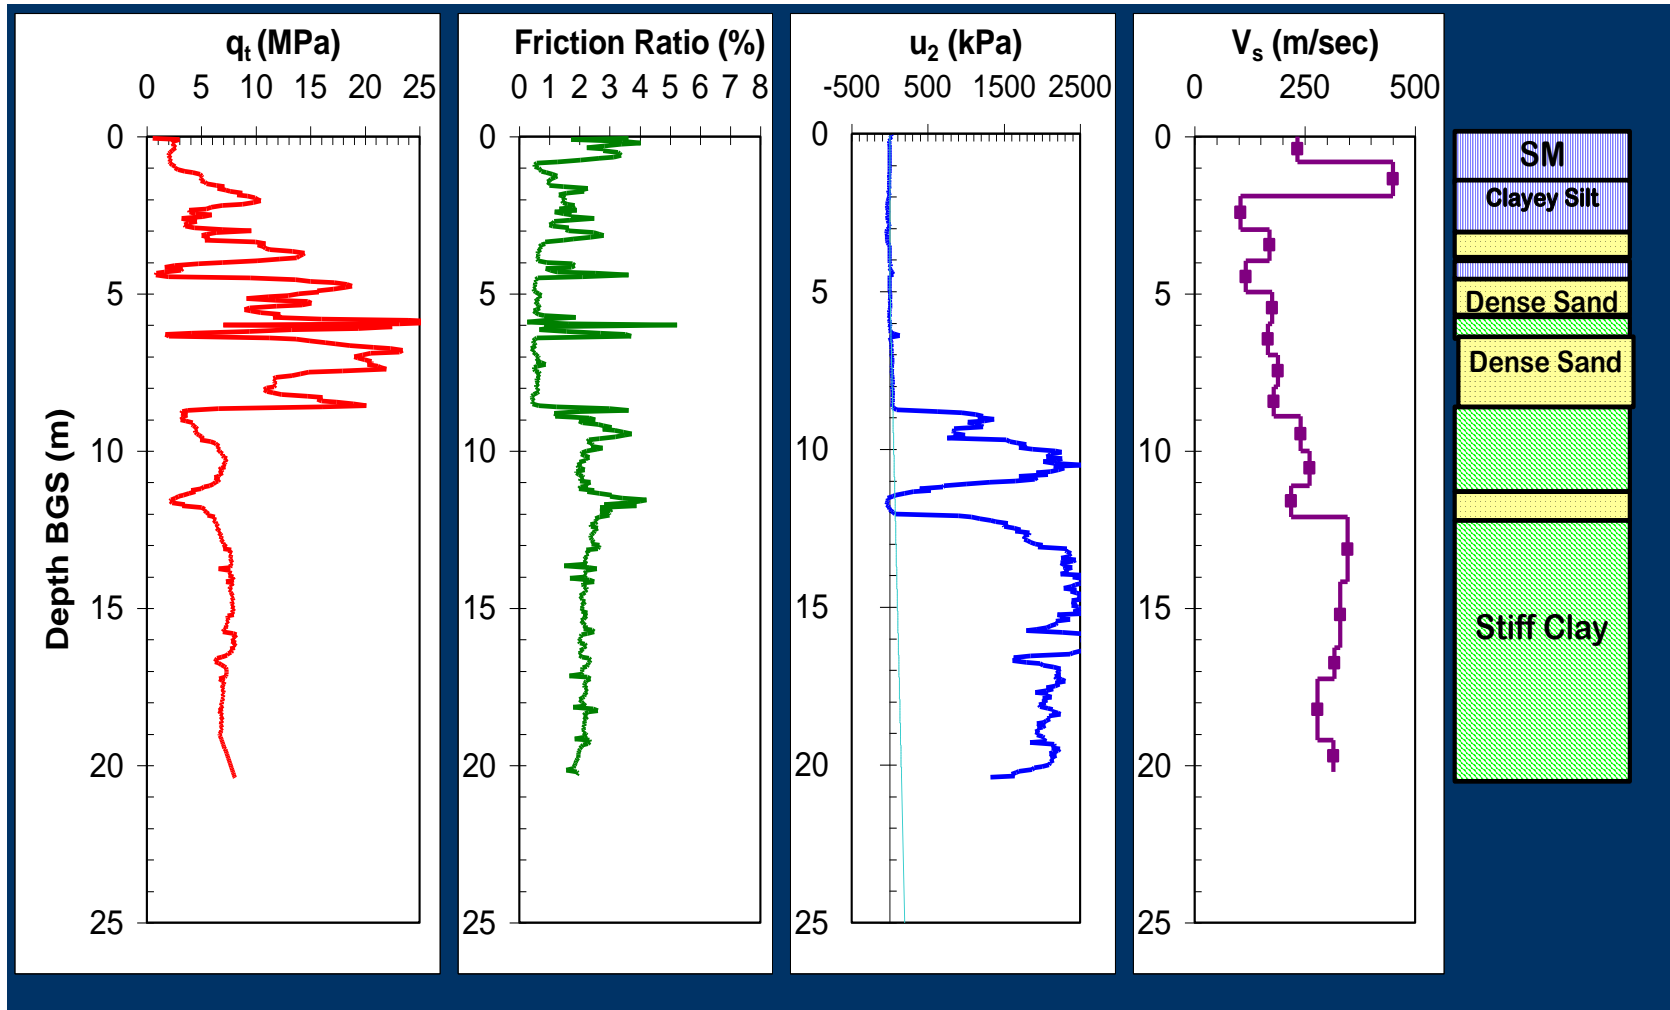 qt (MPa)
0 5 10 15 20 25
Friction Ratio (%)
0 1 2 3 4 5 6 7 8
u2 (kPa)
-500 500 1500 2500
Vs (m/sec)
0 250 500
Depth BGS (m)
0
5
10
15
20
25
0
5
10
15
20
25
0
5
10
15
20
25
0
5
10
15
20
25
SM
Clayey Silt
Dense Sand
Dense Sand
Stiff Clay